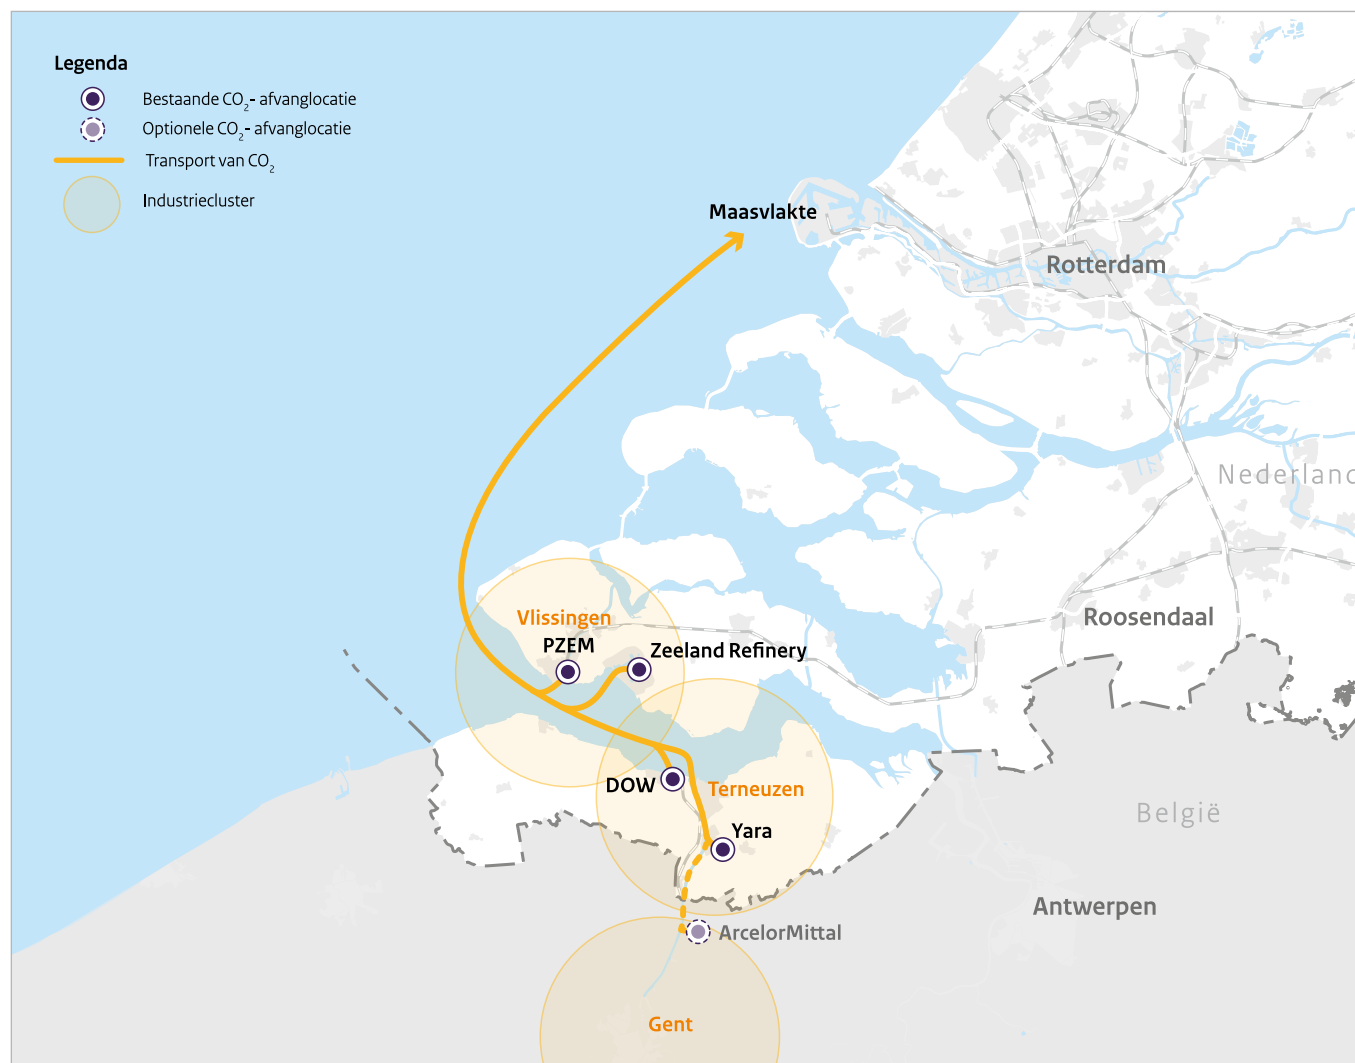 Legenda
Bestaande CO₂- afvanglocatie
Optionele CO₂- afvanglocatie
Transport van CO₂
Industriecluster
Maasvlakte
Rotterdam
Nederland
Roosendaal
Vlissingen
PZEM
Zeeland Refinery
DOW
Terneuzen
Yara
België
Antwerpen
ArcelorMittal
Gent